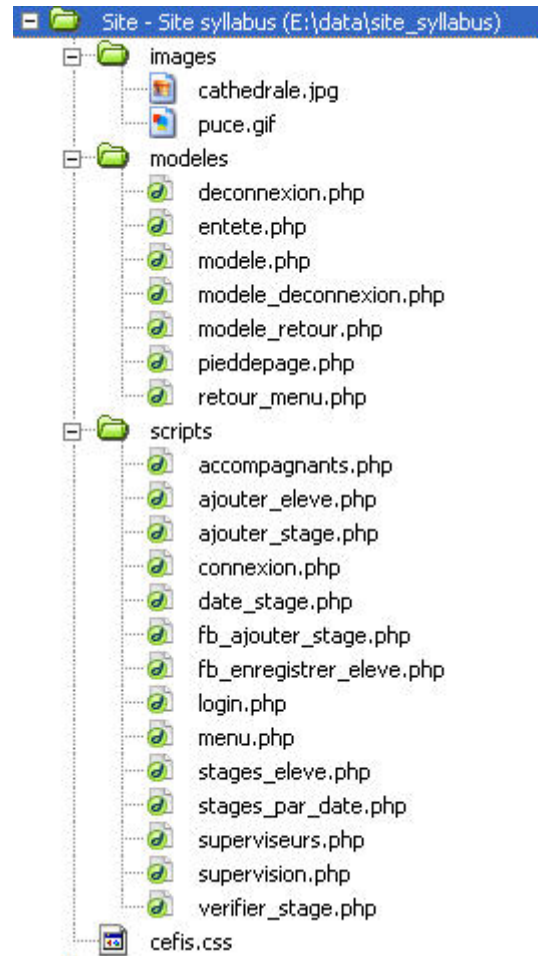 Site - Site syllabus (E:\data\site_syllabus)
images
cathedrale.jpg
puce.gif
modeles
deconnexion.php
entete.php
modele.php
modele_deconnexion.php
modele_retour.php
pieddepage.php
retour_menu.php
scripts
accompagnants.php
ajouter_eleve.php
ajouter_stage.php
connexion.php
date_stage.php
fb_ajouter_stage.php
fb_enregistrer_eleve.php
login.php
menu.php
stages_eleve.php
stages_par_date.php
superviseurs.php
supervision.php
verifier_stage.php
cefis.css